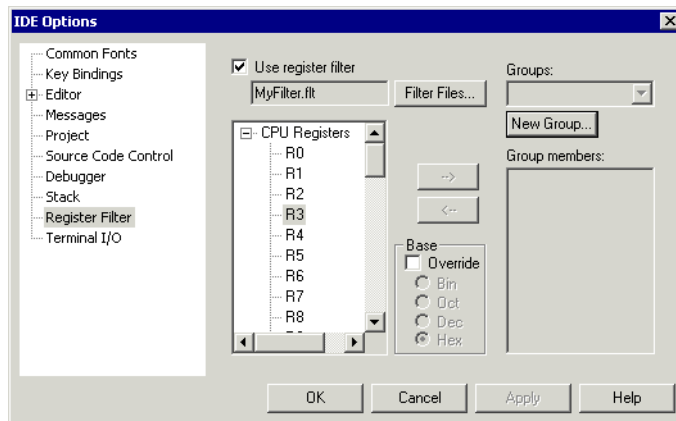 IDE Options
Common Fonts
Key Bindings
Editor
Messages
Project
Source Code Control
Debugger
Stack
Register Filter
Terminal I/O
Use register filter
MyFilter.flt
Filter Files...
CPU Registers
R0
R1
R2
R3
R4
R5
R6
R7
R8
-->
<--
Base
Override
Bin
Oct
Dec
Hex
Groups:
New Group...
Group members:
OK
Cancel
Apply
Help